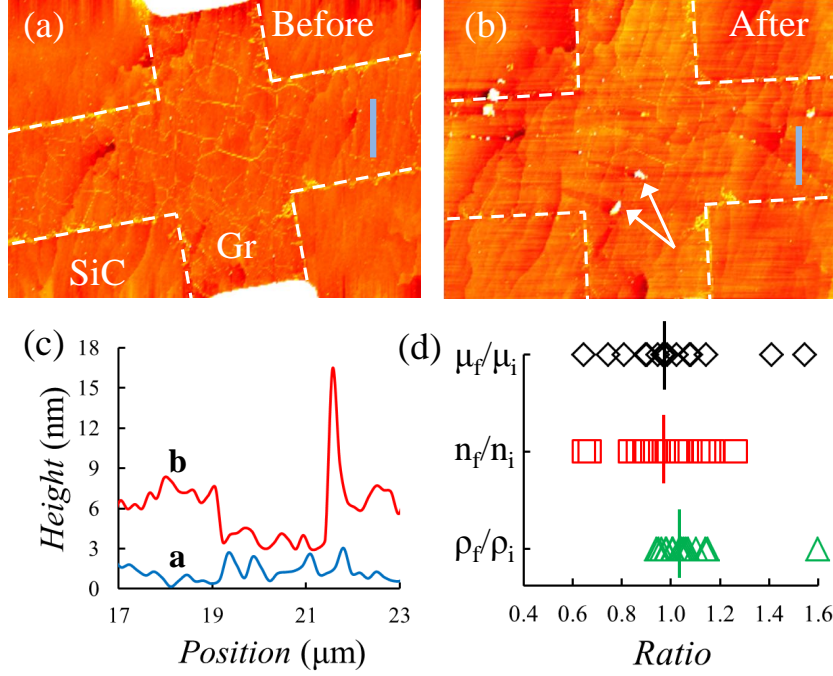 (a)
Before
Gr
SiC
(b)
After
(c)
18
15
12
9
6
3
0
Height (nm)
b
a
17
19
21
23
Position (μm)
(d)
μf/μi
nf/ni
ρf/ρi
0.4
0.6
0.8
1.0
1.2
1.4
1.6
Ratio